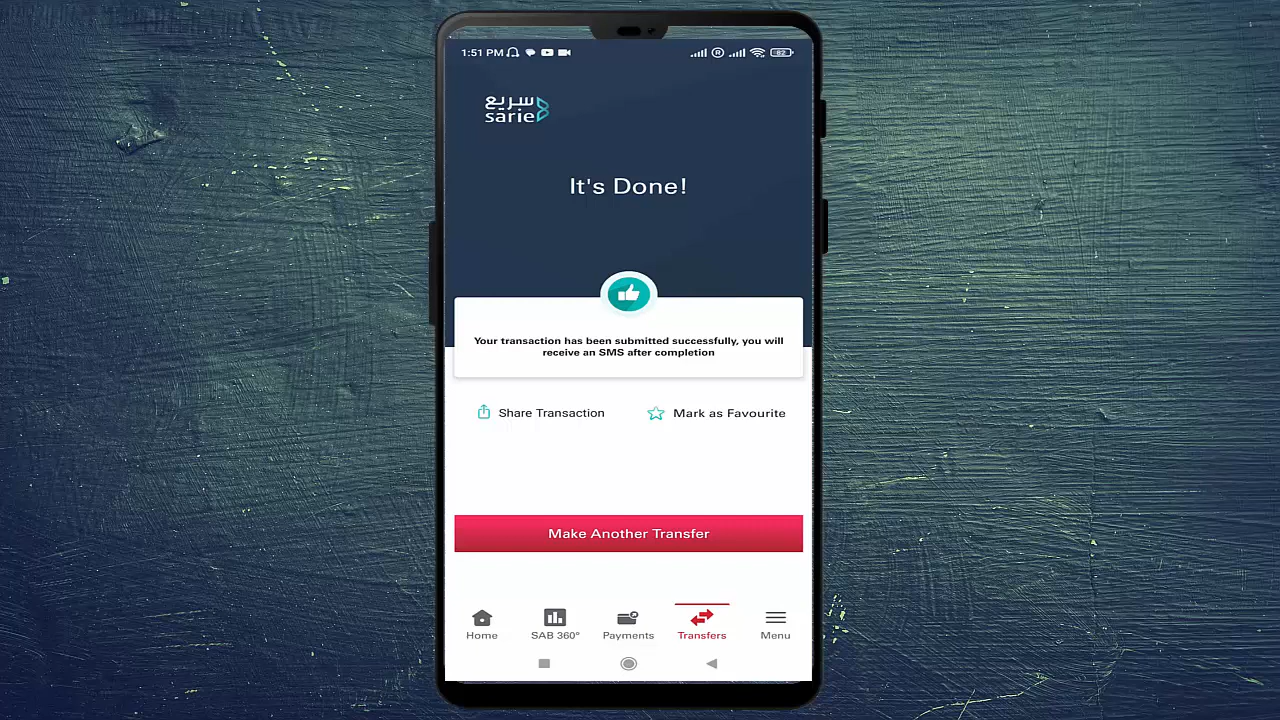 1:51 PM
82
سريع
sarie
It's Done!
Your transaction has been submitted successfully, you will
receive an SMS after completion
Share Transaction
Mark as Favourite
Make Another Transfer
Home
SAB 360°
Payments
Transfers
Menu